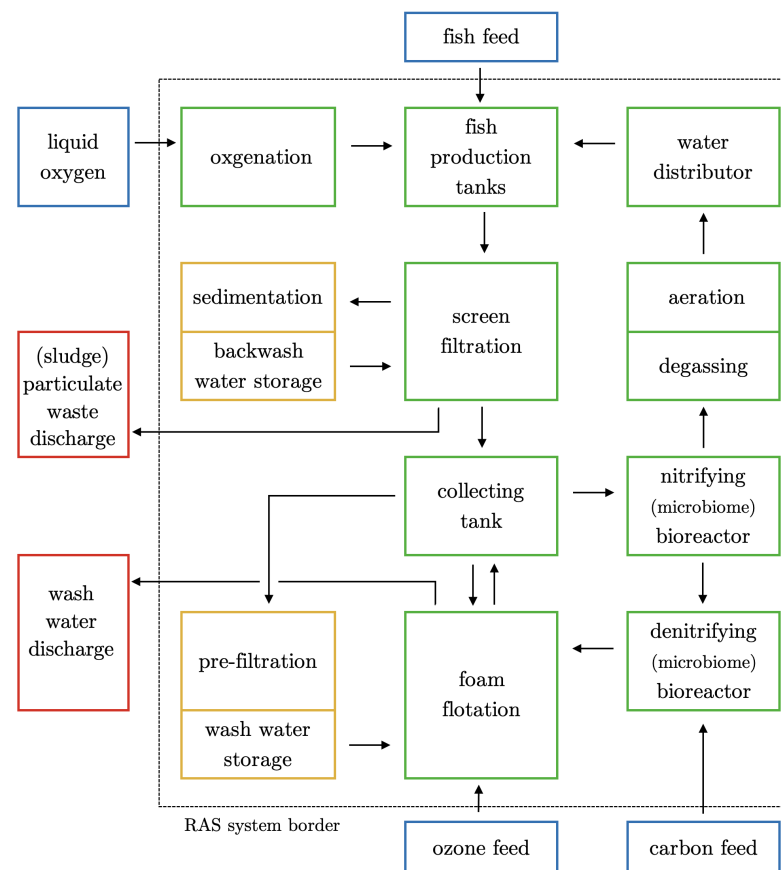 fish feed
liquid
oxygen
oxgenation
fish
production
tanks
water
distributor
sedimentation
backwash
water storage
screen
filtration
aeration
degassing
(sludge)
particulate
waste
discharge
collecting
tank
nitrifying
(microbiome)
bioreactor
wash
water
discharge
pre-filtration
wash water
storage
foam
flotation
denitrifying
(microbiome)
bioreactor
RAS system border
ozone feed
carbon feed